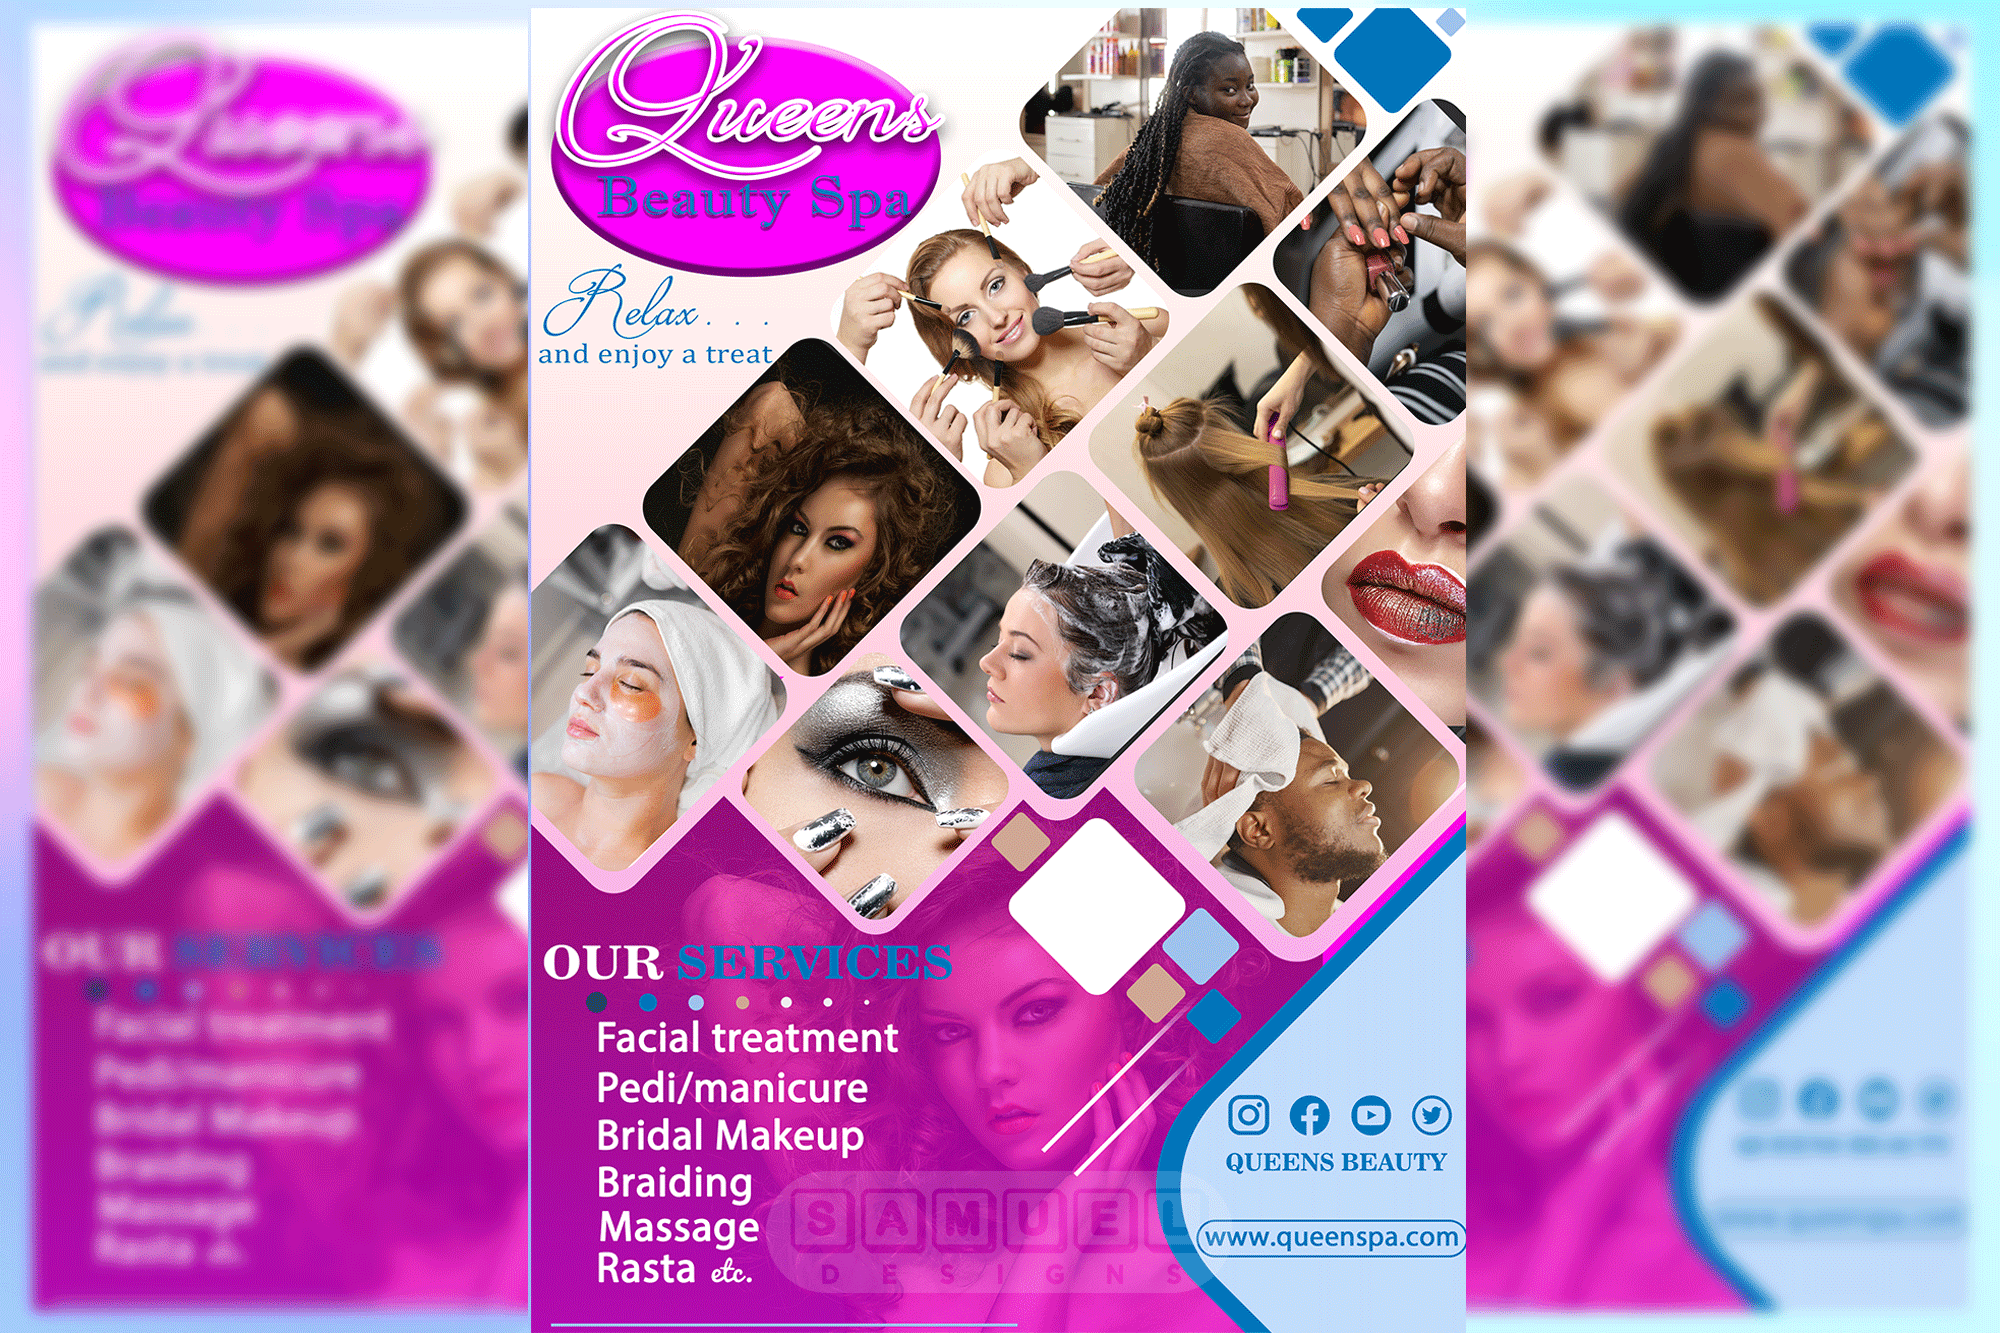 Queens
Beauty Spa
Relax...
and enjoy a treat
OUR SERVICES
Facial treatment
Pedi/manicure
Bridal Makeup
Braiding
Massage
Rasta etc.
QUEENS BEAUTY
www.queenspa.com
SAMUEL
DESIGNS